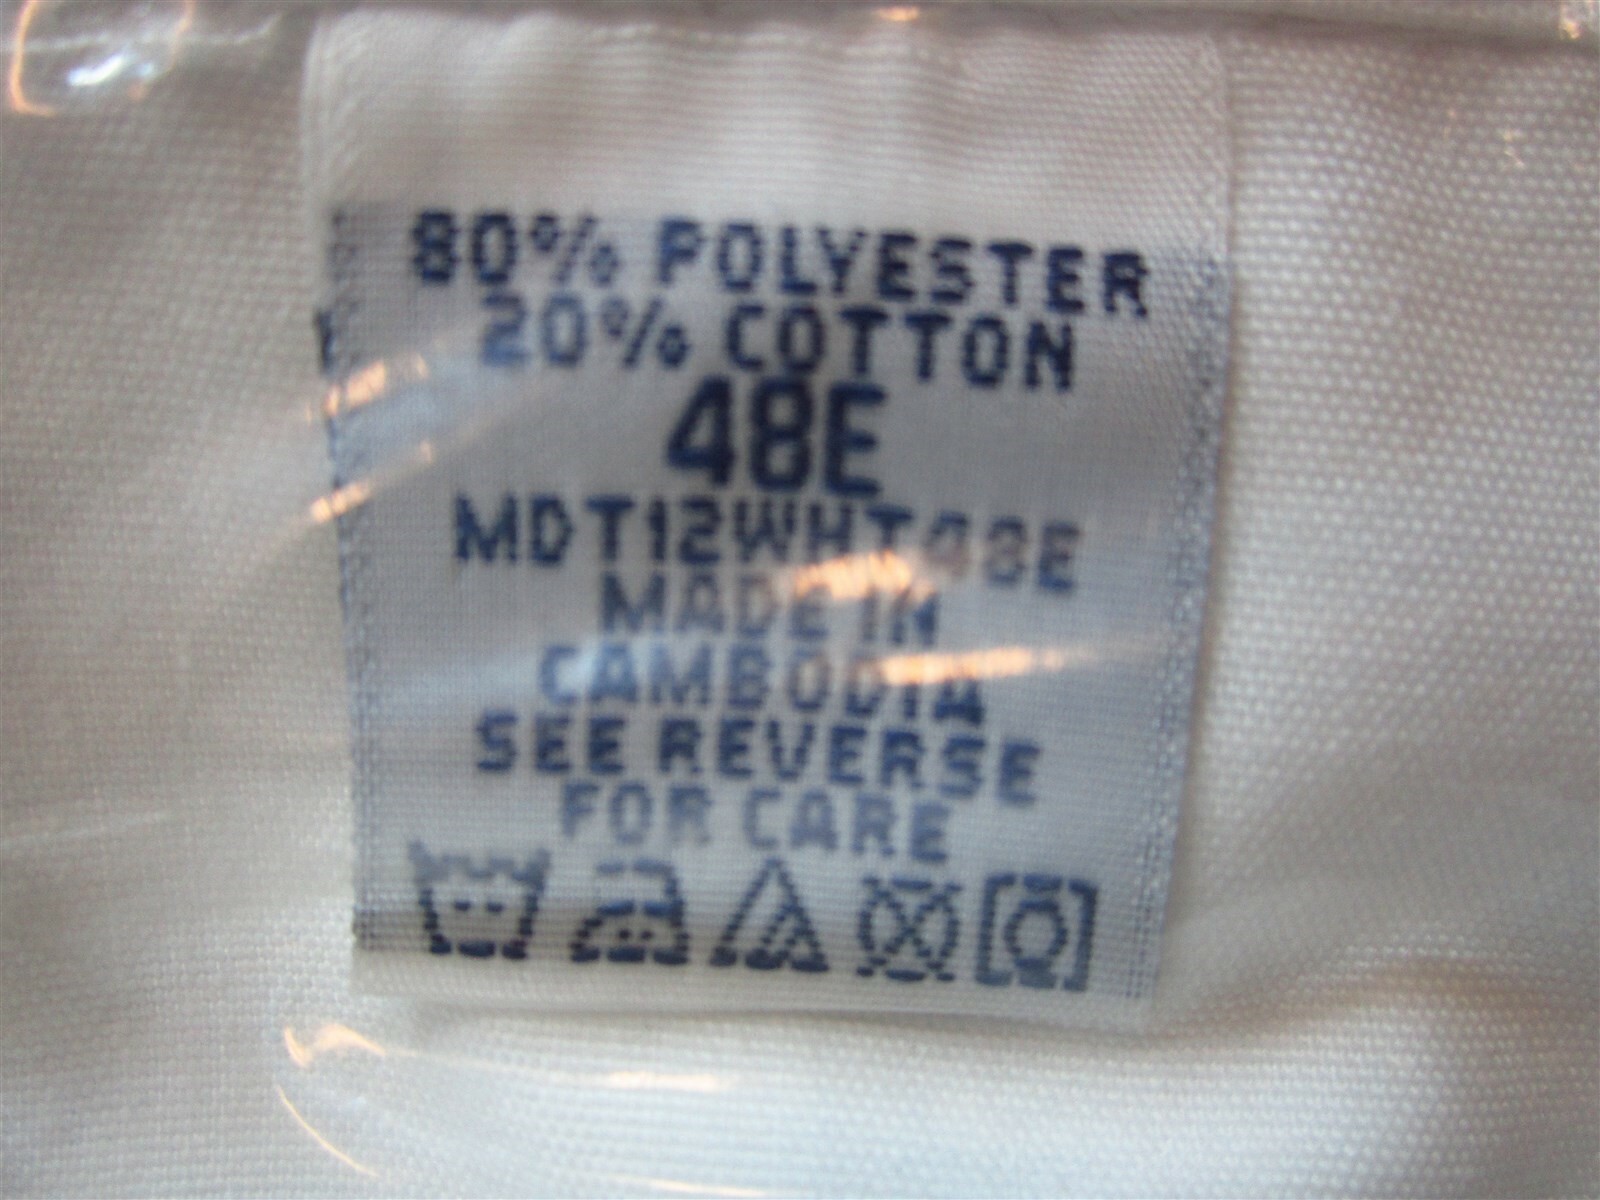 80% POLYESTER
20% COTTON
48E
MDT12WHT48E
MADE IN
CAMBODIA
SEE REVERSE
FOR CARE